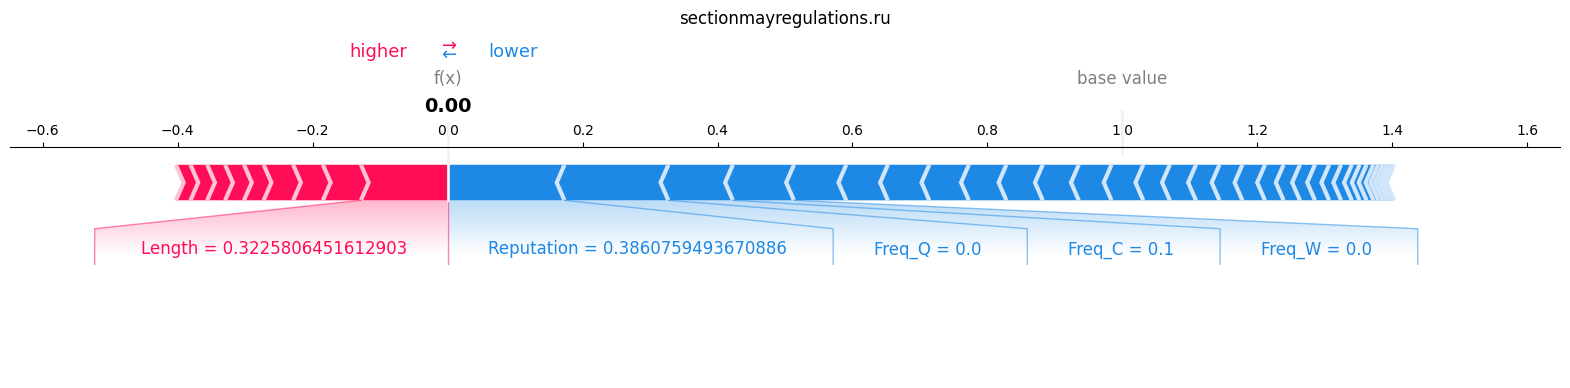 sectionmayregulations.ru
higher ⇄ lower
f(x) base value
0.00
−0.6 −0.4 −0.2 0.0 0.2 0.4 0.6 0.8 1.0 1.2 1.4 1.6
Length = 0.3225806451612903 Reputation = 0.3860759493670886 Freq_Q = 0.0 Freq_C = 0.1 Freq_W = 0.0